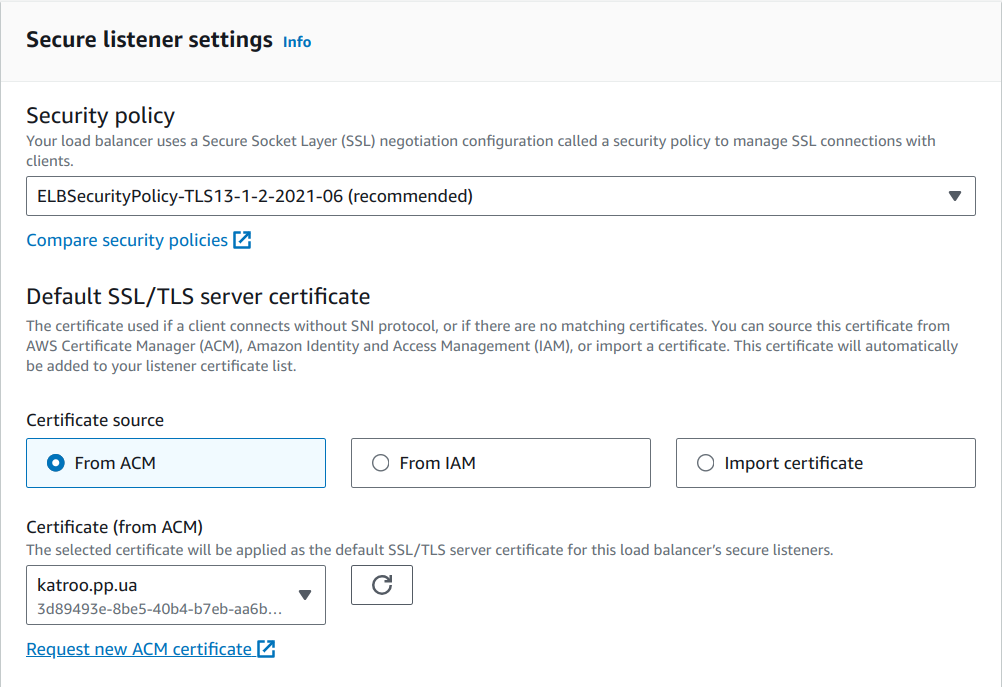 Secure listener settings Info
Security policy
Your load balancer uses a Secure Socket Layer (SSL) negotiation configuration called a security policy to manage SSL connections with
clients.
ELBSecurityPolicy-TLS13-1-2-2021-06 (recommended)
Compare security policies
Default SSL/TLS server certificate
The certificate used if a client connects without SNI protocol, or if there are no matching certificates. You can source this certificate from
AWS Certificate Manager (ACM), Amazon Identity and Access Management (IAM), or import a certificate. This certificate will automatically
be added to your listener certificate list.
Certificate source
From ACM
From IAM
Import certificate
Certificate (from ACM)
The selected certificate will be applied as the default SSL/TLS server certificate for this load balancer’s secure listeners.
katroo.pp.ua
3d89493e-8be5-40b4-b7eb-aa6b...
Request new ACM certificate